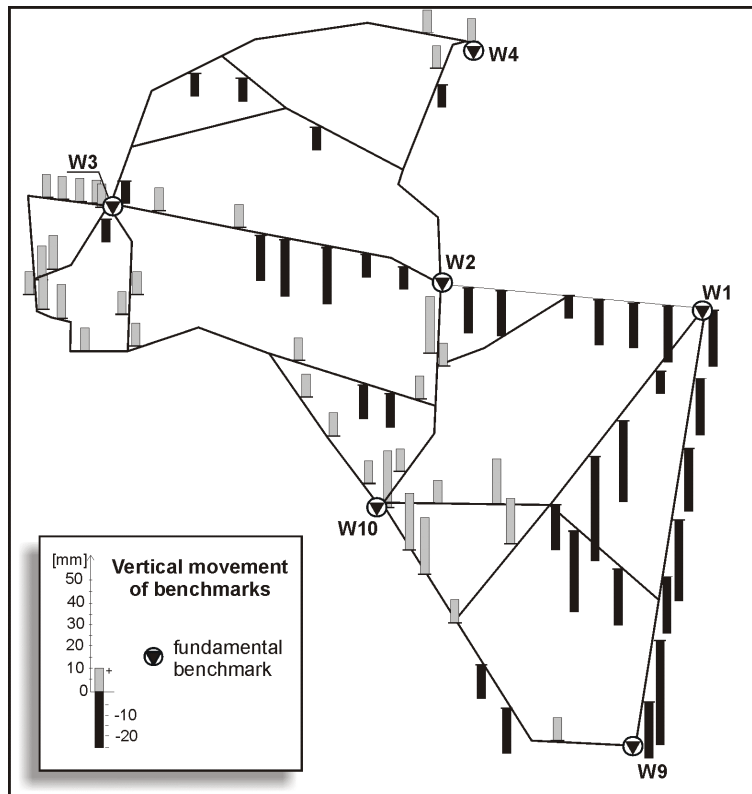 W4
W3
W2
W1
W10
W9
[mm]
50
40
30
20
10
0
-10
-20
+
Vertical movement
of benchmarks
fundamental
benchmark